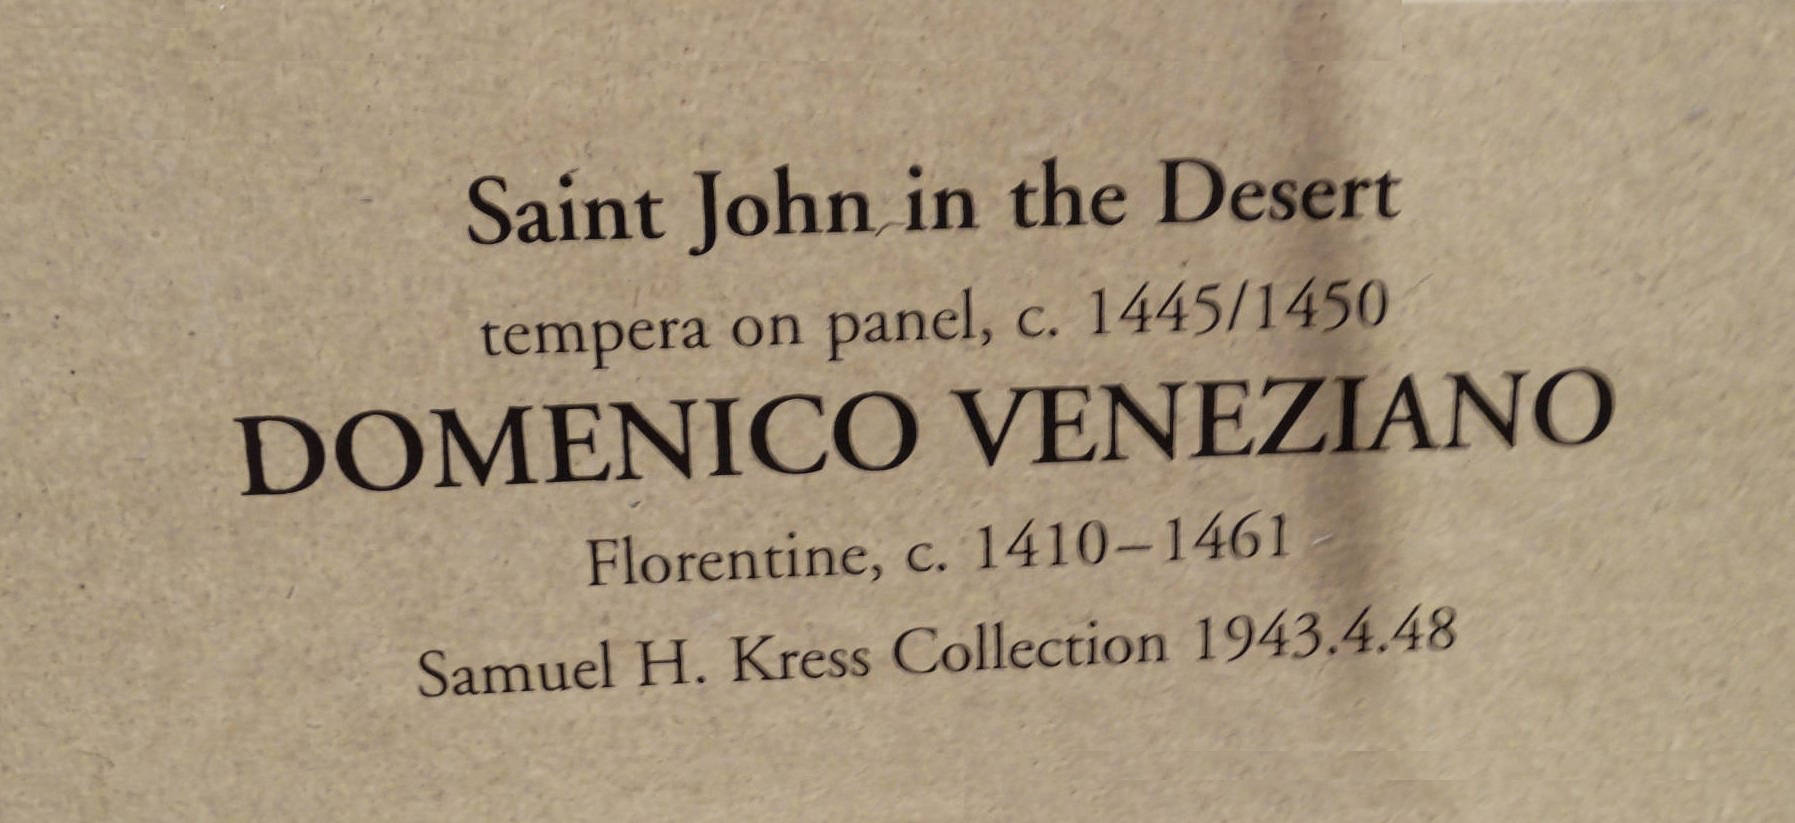 Saint John in the Desert
tempera on panel, c. 1445/1450
DOMENICO VENEZIANO
Florentine, c. 1410–1461
Samuel H. Kress Collection 1943.4.48